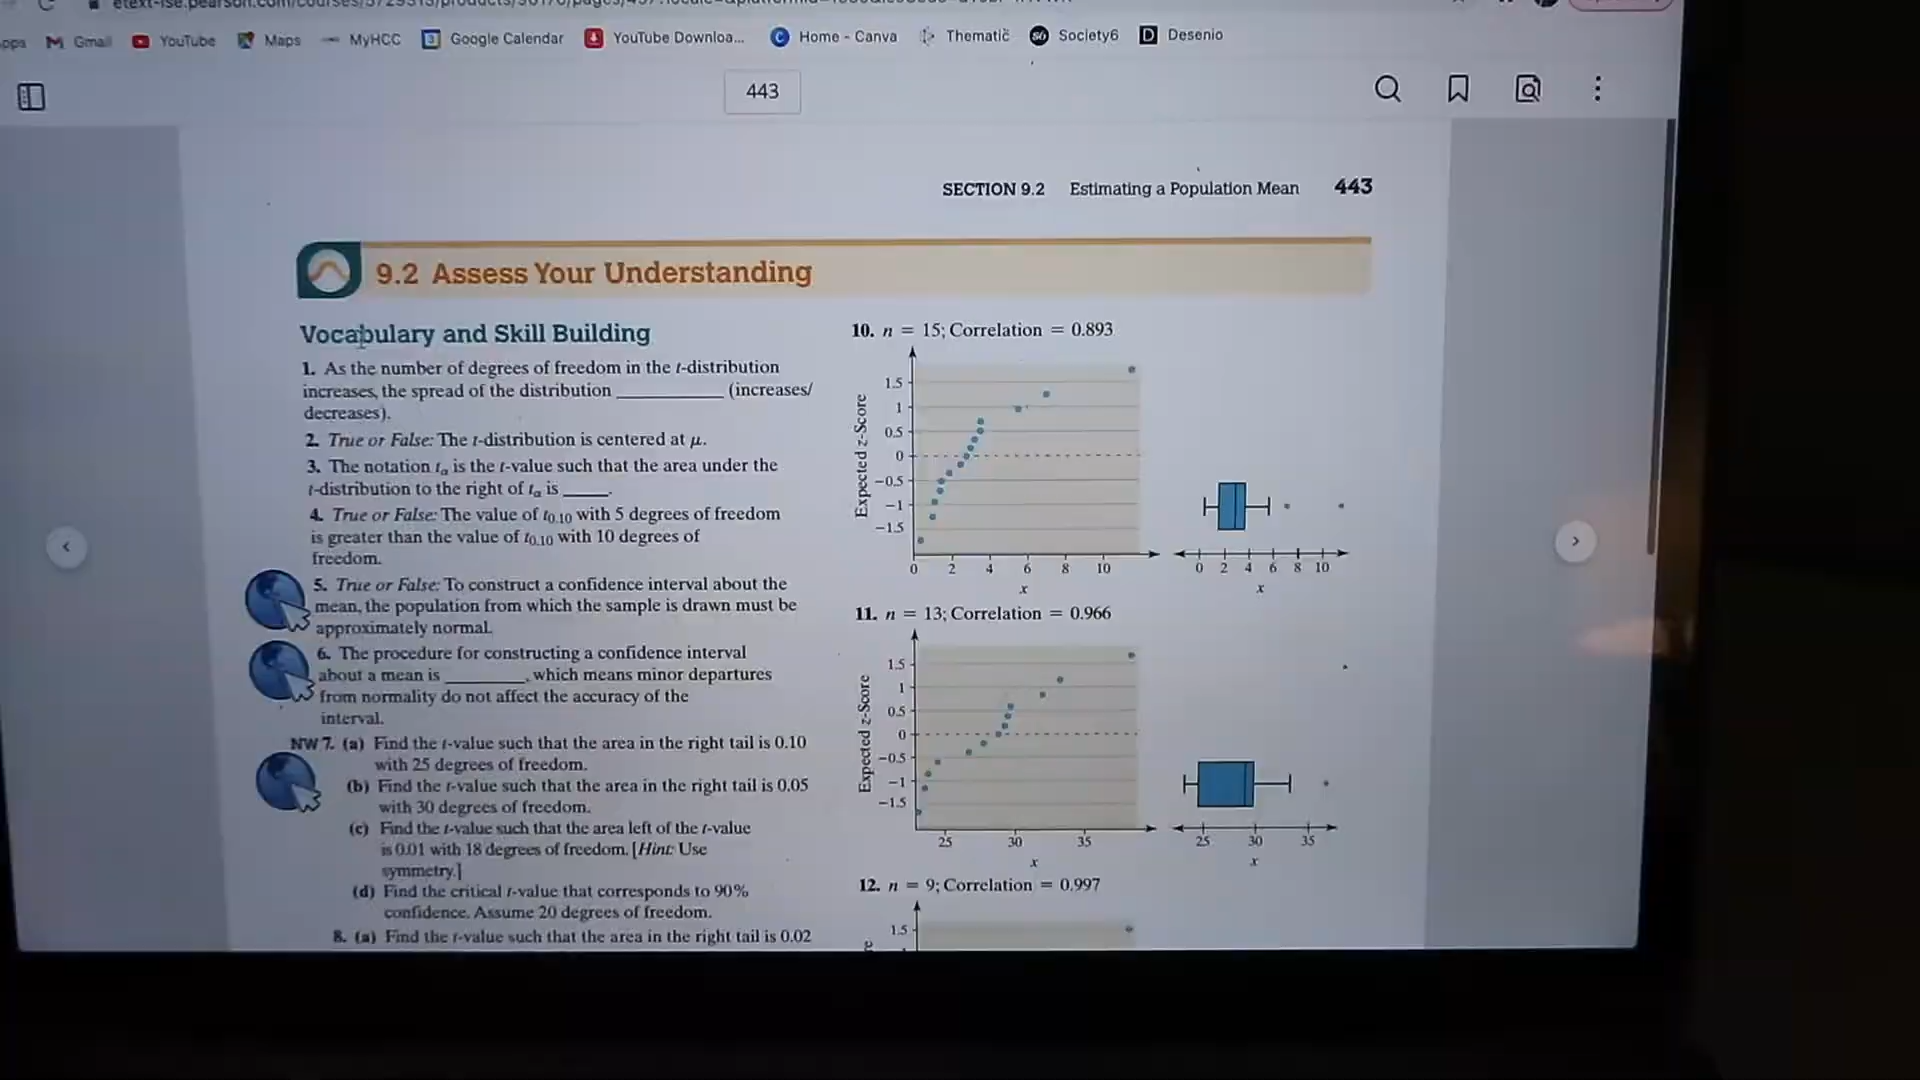 Gmail YouTube Maps MyHCC Google Calendar YouTube Downloa... Home - Canva Thematic Society6 Desenio
443
SECTION 9.2 Estimating a Population Mean 443
9.2 Assess Your Understanding
Vocabulary and Skill Building
1. As the number of degrees of freedom in the t-distribution
increases, the spread of the distribution ____________ (increases/
decreases).
2. True or False: The t-distribution is centered at μ.
3. The notation tα is the t-value such that the area under the
t-distribution to the right of tα is _____.
4. True or False: The value of t0.10 with 5 degrees of freedom
is greater than the value of t0.10 with 10 degrees of
freedom.
5. True or False: To construct a confidence interval about the
mean, the population from which the sample is drawn must be
approximately normal.
6. The procedure for constructing a confidence interval
about a mean is _________, which means minor departures
from normality do not affect the accuracy of the
interval.
NW 7. (a) Find the t-value such that the area in the right tail is 0.10
with 25 degrees of freedom.
(b) Find the t-value such that the area in the right tail is 0.05
with 30 degrees of freedom.
(c) Find the t-value such that the area left of the t-value
is 0.01 with 18 degrees of freedom. [Hint: Use
symmetry.]
(d) Find the critical t-value that corresponds to 90%
confidence. Assume 20 degrees of freedom.
8. (a) Find the t-value such that the area in the right tail is 0.02
10. n = 15; Correlation = 0.893
Expected z-Score
1.5
1
0.5
0
−0.5
−1
−1.5
0 2 4 6 8 10
x
0 2 4 6 8 10
x
11. n = 13; Correlation = 0.966
Expected z-Score
1.5
1
0.5
0
−0.5
−1
−1.5
25 30 35
x
25 30 35
x
12. n = 9; Correlation = 0.997
1.5